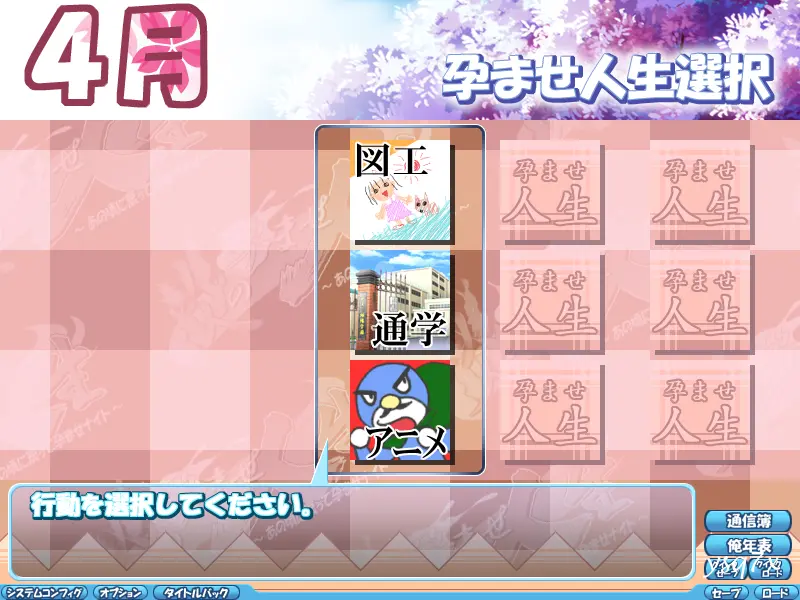 4月
孕ませ人生選択
図工
孕ませ
人生
孕ませ
人生
通学
孕ませ
人生
孕ませ
人生
アニメ
孕ませ
人生
孕ませ
人生
行動を選択してください。
通信簿
俺年表
ロード
システムコンフィグ
オプション
タイトルバック
セーブ
ロード